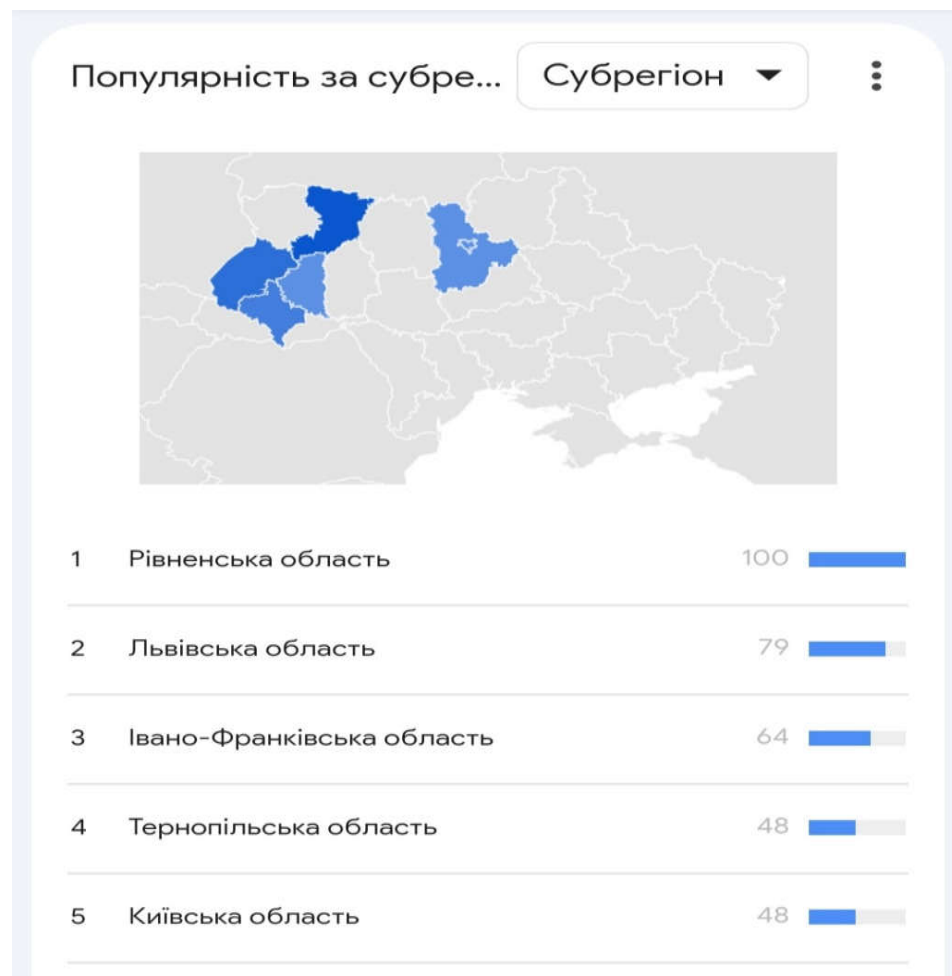 Популярність за субре... Субрегіон
1 Рівненська область 100
2 Львівська область 79
3 Івано-Франківська область 64
4 Тернопільська область 48
5 Київська область 48